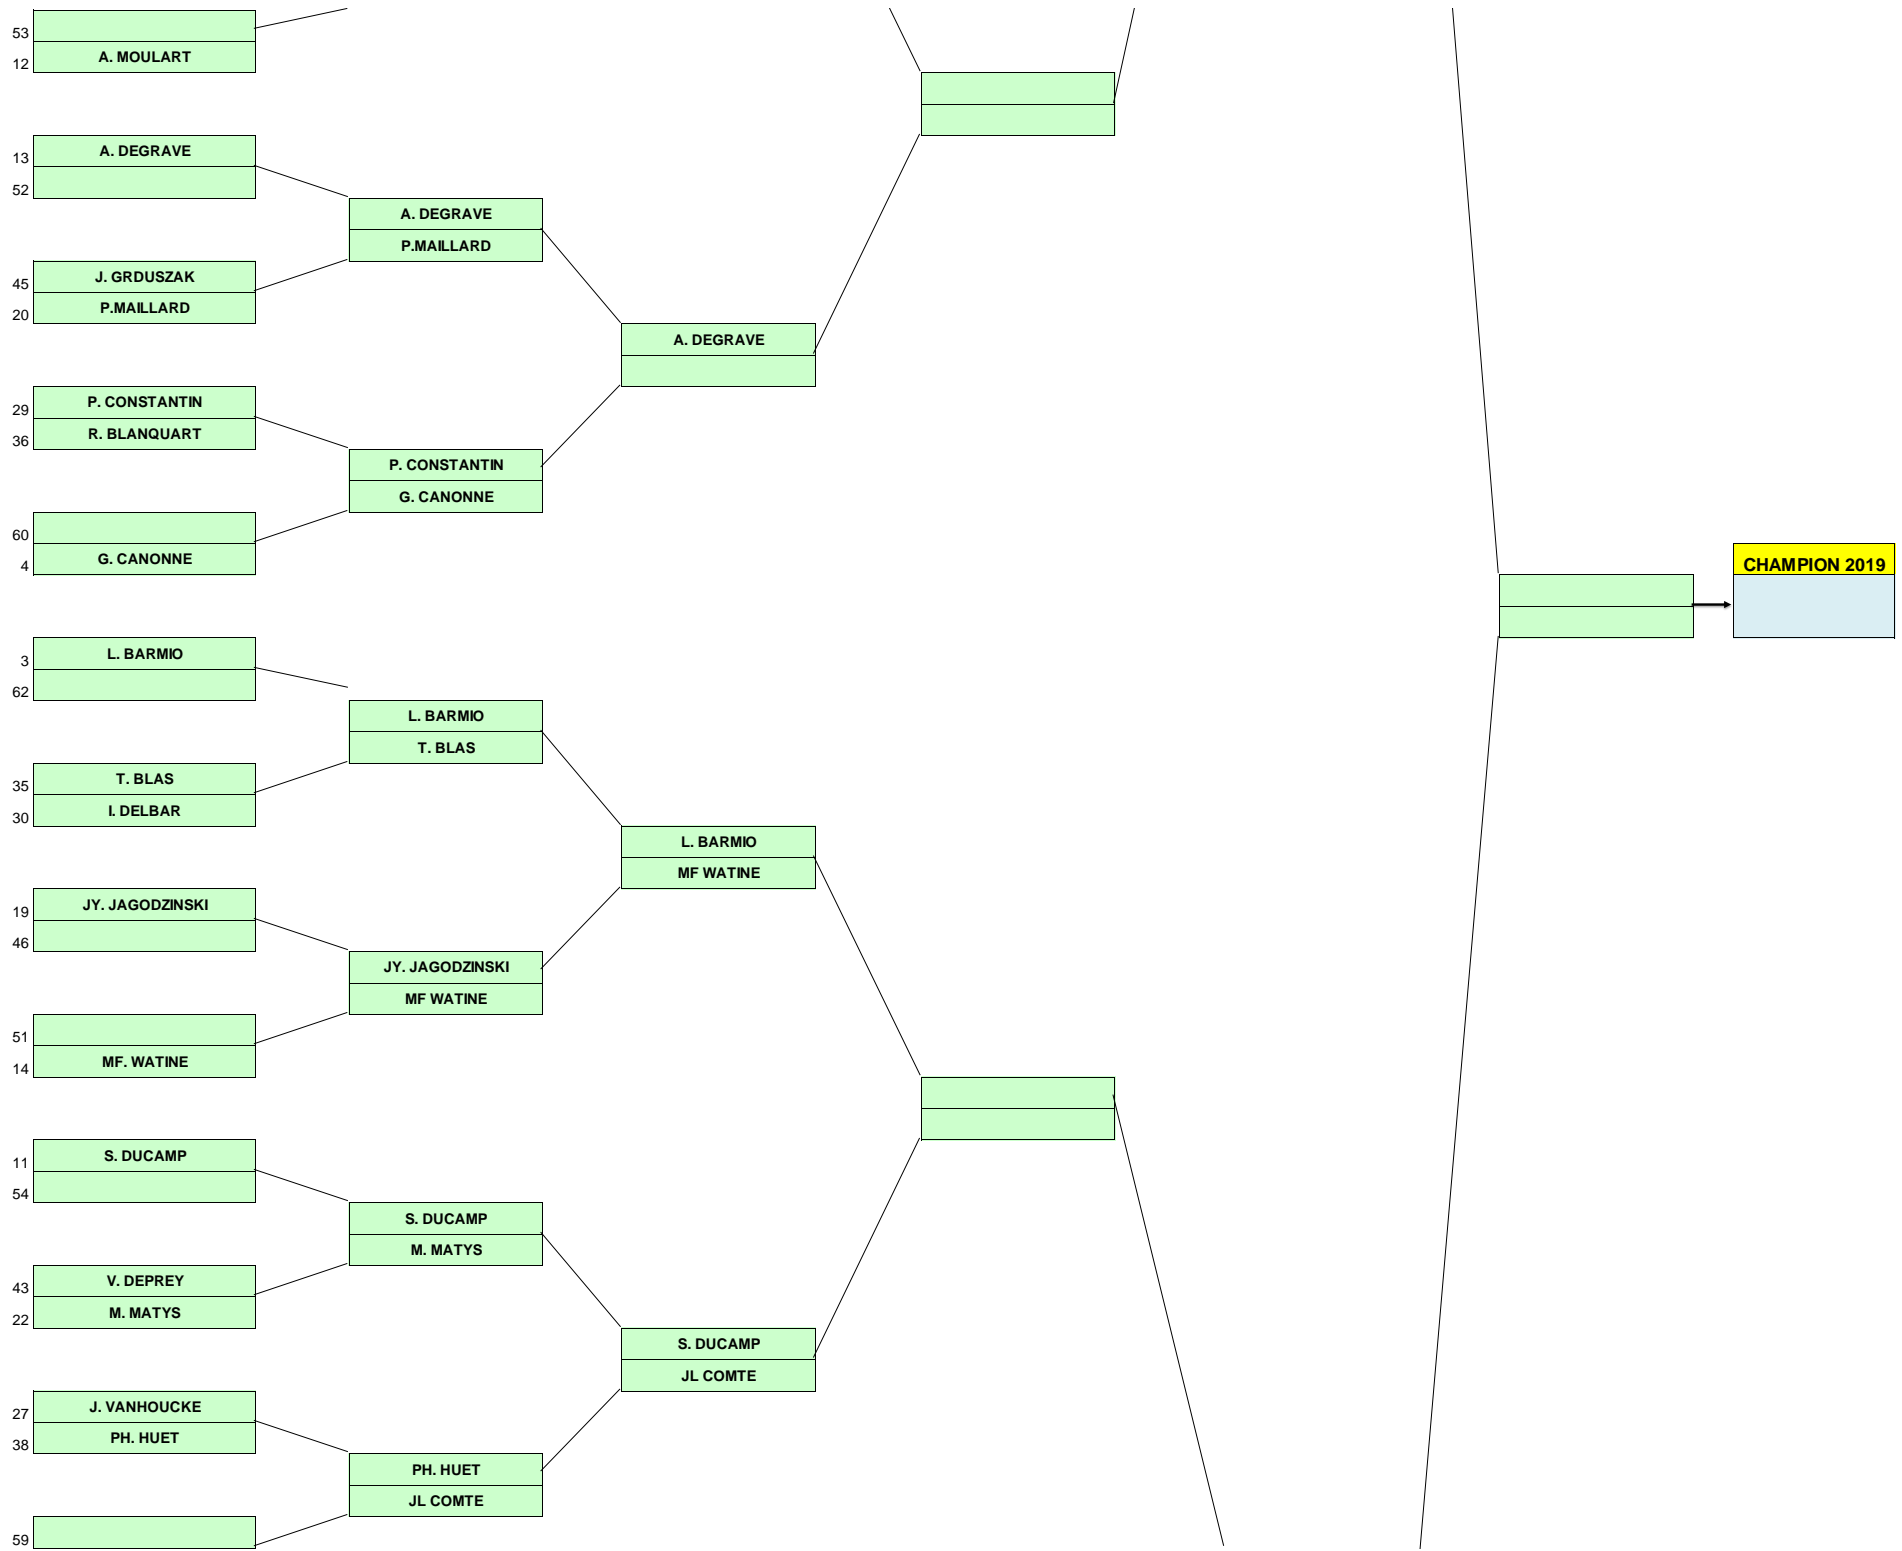 53
12
A. MOULART
13
A. DEGRAVE
52
A. DEGRAVE
P.MAILLARD
45
J. GRDUSZAK
20
P.MAILLARD
A. DEGRAVE
29
P. CONSTANTIN
36
R. BLANQUART
P. CONSTANTIN
G. CANONNE
60
4
G. CANONNE
CHAMPION 2019
3
L. BARMIO
62
L. BARMIO
T. BLAS
35
T. BLAS
30
I. DELBAR
L. BARMIO
MF WATINE
19
JY. JAGODZINSKI
46
JY. JAGODZINSKI
MF WATINE
51
14
MF. WATINE
11
S. DUCAMP
54
S. DUCAMP
M. MATYS
43
V. DEPREY
22
M. MATYS
S. DUCAMP
JL COMTE
27
J. VANHOUCKE
38
PH. HUET
PH. HUET
JL COMTE
59